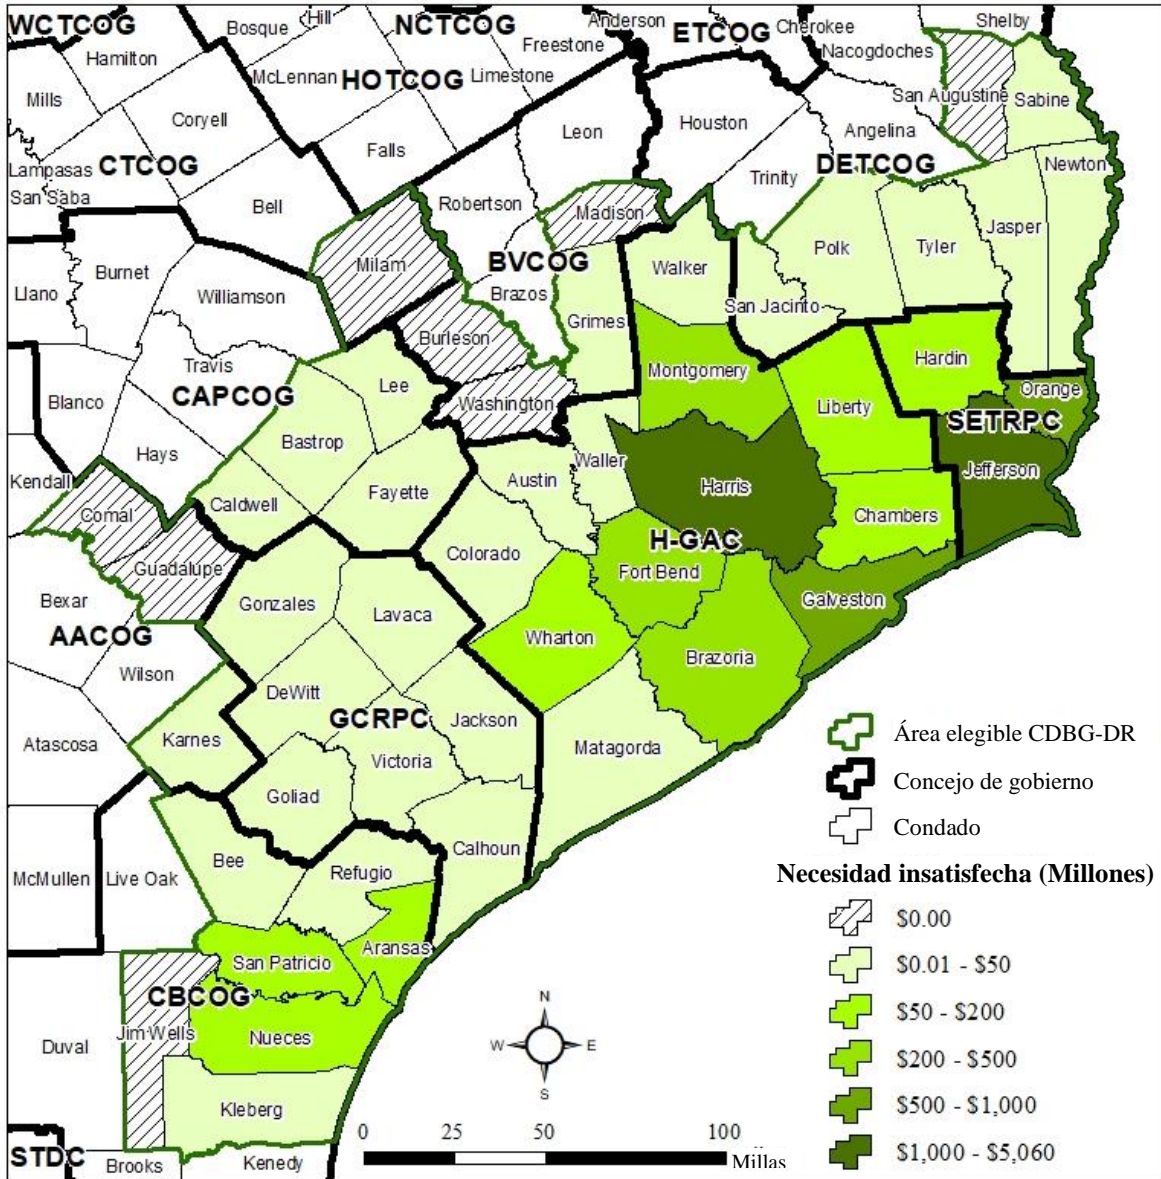 WCTCOG
Hill
Bosque
NCTCOG
Anderson
ETCOG
Cherokee
Shelby
Hamilton
Freestone
Nacogdoches
McLennan
HOTCOG
Limestone
Mills
San Augustine
Sabine
Coryell
Leon
Houston
Angelina
Falls
Lampasas
CTCOG
DETCOG
Newton
San Saba
Trinity
Bell
Robertson
Madison
Jasper
Polk
Tyler
Milam
BVCOG
Walker
Burnet
Llano
Williamson
Brazos
San Jacinto
Grimes
Burleson
Travis
Hardin
Montgomery
Lee
Orange
CAPCOG
Blanco
Washington
Liberty
SETRPC
Bastrop
Hays
Waller
Jefferson
Kendall
Austin
Harris
Fayette
Caldwell
Comal
Chambers
H-GAC
Colorado
Guadalupe
Fort Bend
Bexar
Gonzales
Lavaca
Galveston
AACOG
Wharton
Brazoria
Wilson
DeWitt
GCRPC
Jackson
Atascosa
Karnes
Victoria
Matagorda
Goliad
Calhoun
Bee
Refugio
McMullen
Live Oak
Aransas
San Patricio
CBCOG
Jim Wells
Nueces
Duval
Kleberg
STDC
Brooks
Kenedy
N
W
E
S
0
25
50
100
Millas
Área elegible CDBG-DR
Concejo de gobierno
Condado
Necesidad insatisfecha (Millones)
$0.00
$0.01 - $50
$50 - $200
$200 - $500
$500 - $1,000
$1,000 - $5,060